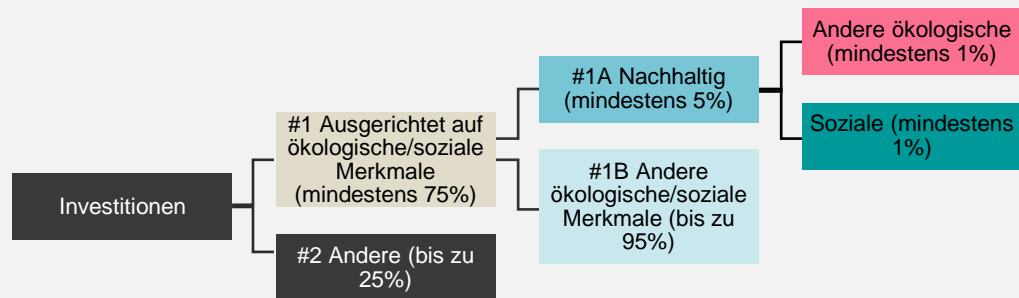 Investitionen
#1 Ausgerichtet auf
ökologische/soziale
Merkmale
(mindestens 75%)
#2 Andere (bis zu
25%)
#1A Nachhaltig
(mindestens 5%)
#1B Andere
ökologische/soziale
Merkmale (bis zu
95%)
Andere ökologische
(mindestens 1%)
Soziale (mindestens
1%)